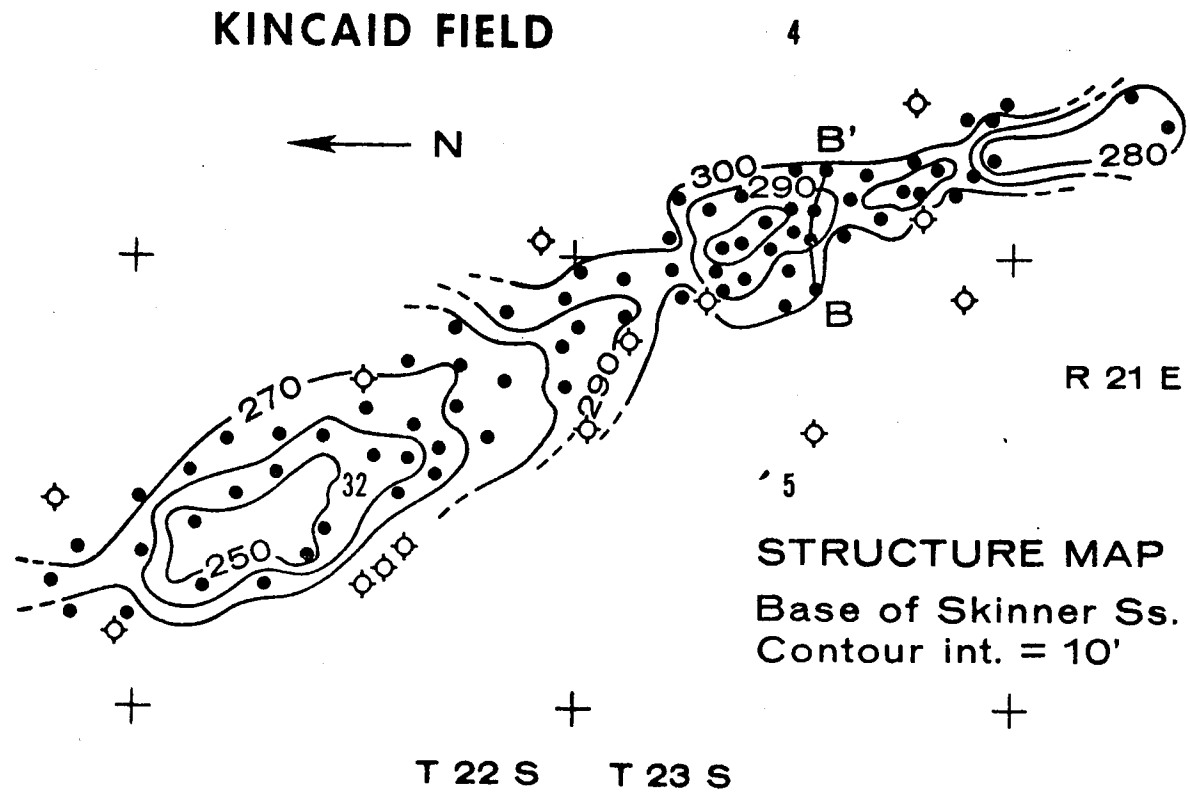 KINCAID FIELD
4
N
B'
300
290
280
B
R 21 E
290
270
32
5
250
STRUCTURE MAP
Base of Skinner Ss.
Contour int. = 10'
T 22 S T 23 S